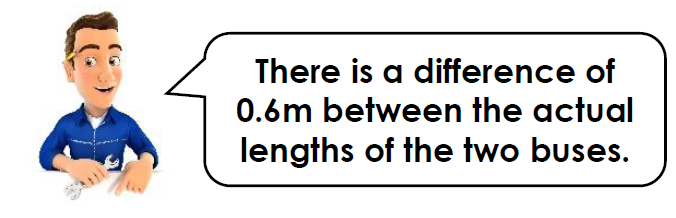 There is a difference of
0.6m between the actual
lengths of the two buses.